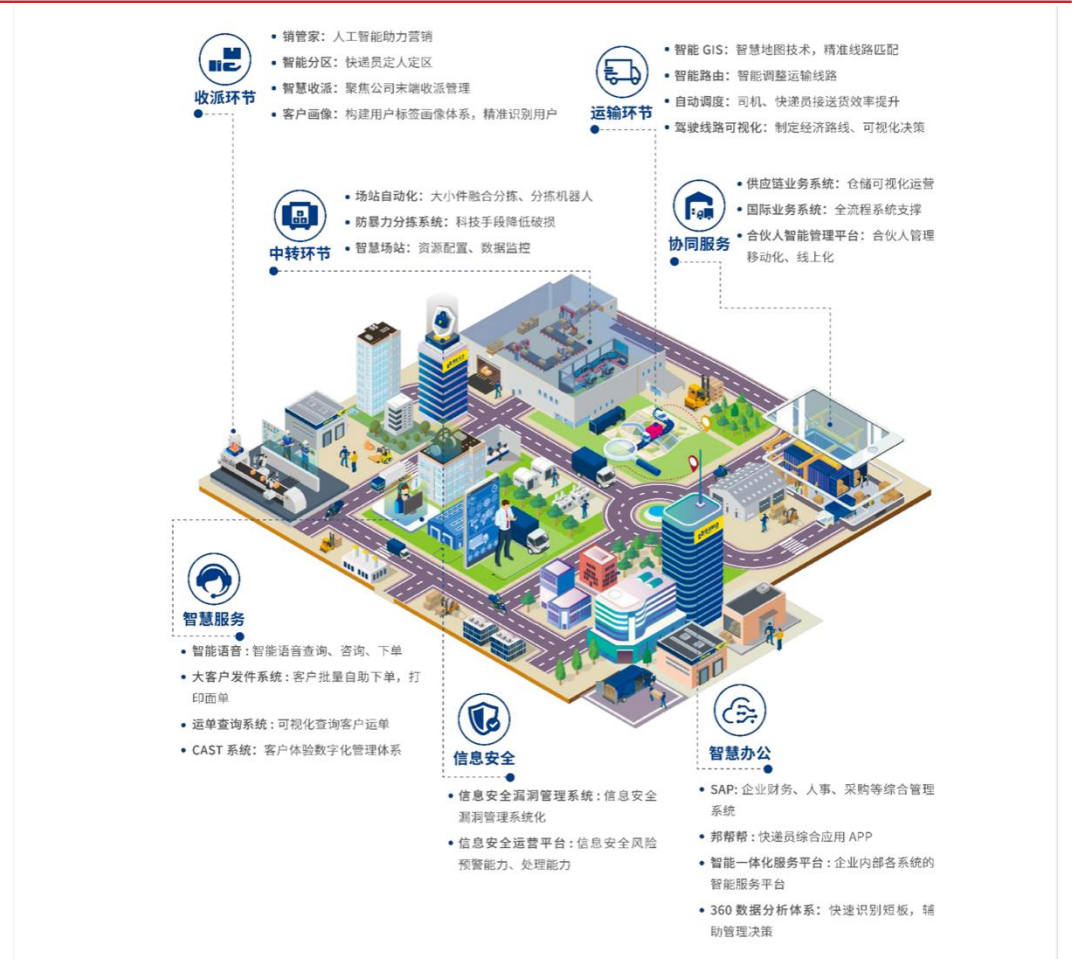 收派环节
• 销管家：人工智能助力营销
• 智能分区：快递员定人定区
• 智慧收派：聚焦公司末端收派管理
• 客户画像：构建用户标签画像体系，精准识别用户
运输环节
• 智能 GIS：智慧地图技术，精准线路匹配
• 智能路由：智能调整运输线路
• 自动调度：司机、快递员接送货效率提升
• 驾驶线路可视化：制定经济路线、可视化决策
中转环节
• 场站自动化：大小件融合分拣、分拣机器人
• 防暴力分拣系统：科技手段降低破损
• 智慧场站：资源配置、数据监控
协同服务
• 供应链业务系统：仓储可视化运营
• 国际业务系统：全流程系统支撑
• 合伙人智能管理平台：合伙人管理
移动化、线上化
智慧服务
• 智能语音：智能语音查询、咨询、下单
• 大客户发件系统：客户批量自助下单，打
印面单
• 运单查询系统：可视化查询客户运单
• CAST 系统：客户体验数字化管理体系
信息安全
• 信息安全漏洞管理系统：信息安全
漏洞管理系统化
• 信息安全运营平台：信息安全风险
预警能力、处理能力
智慧办公
• SAP: 企业财务、人事、采购等综合管理
系统
• 邦帮帮：快递员综合应用 APP
• 智能一体化服务平台：企业内部各系统的
智能服务平台
• 360 数据分析体系：快速识别短板，辅
助管理决策